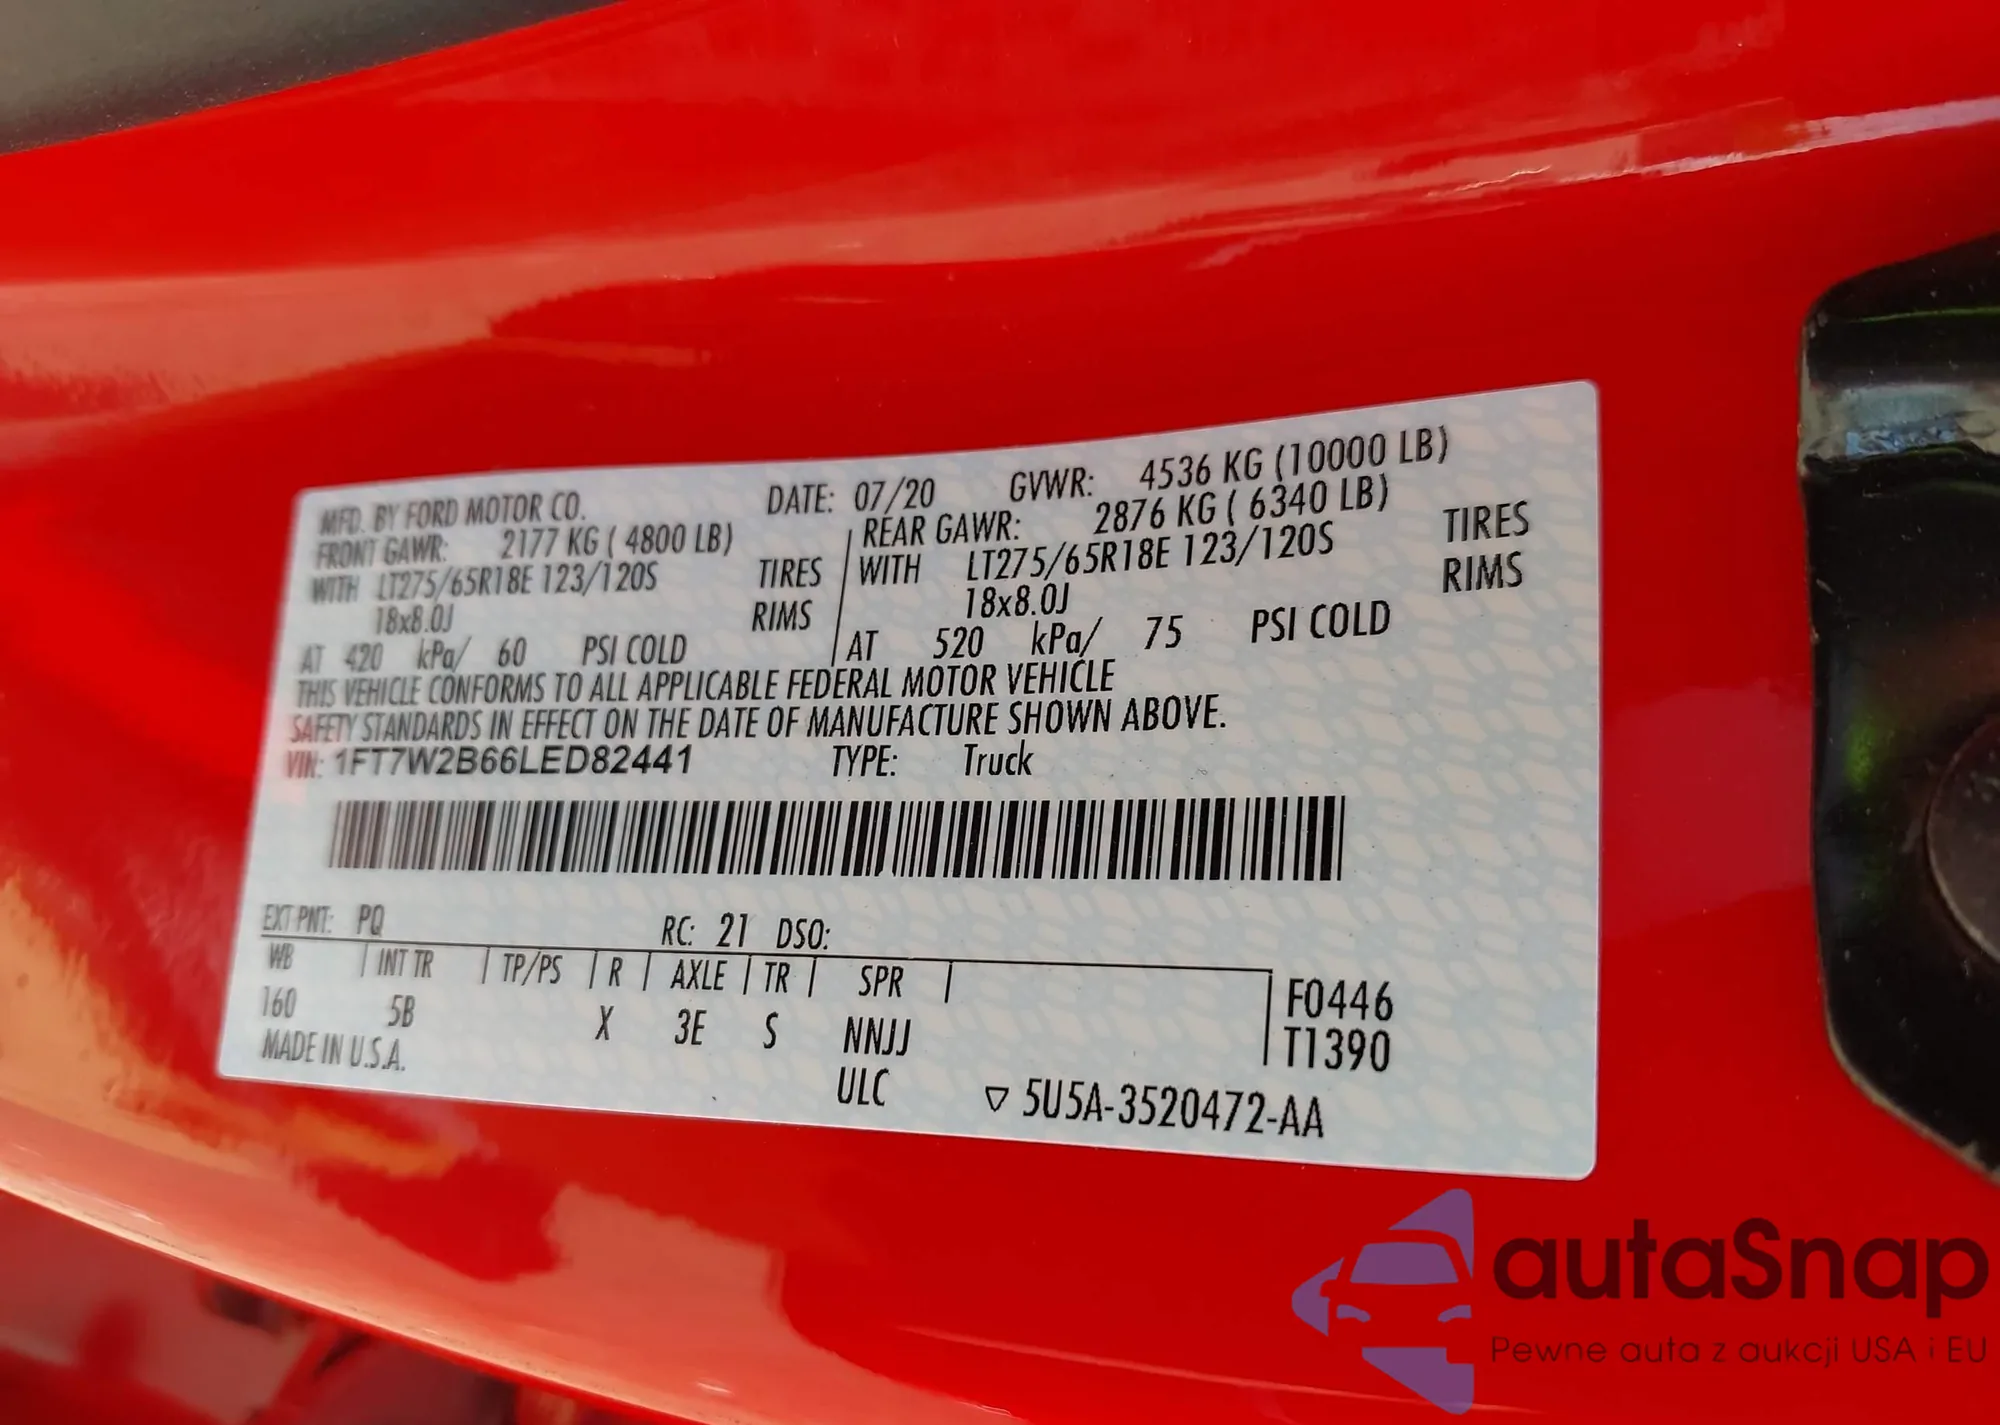 MFD. BY FORD MOTOR CO. DATE: 07/20 GVWR: 4536 KG (10000 LB)
FRONT GAWR: 2177 KG ( 4800 LB) REAR GAWR: 2876 KG ( 6340 LB)
WITH LT275/65R18E 123/120S TIRES WITH LT275/65R18E 123/120S TIRES
18x8.0J RIMS 18x8.0J RIMS
AT 420 kPa/ 60 PSI COLD AT 520 kPa/ 75 PSI COLD
THIS VEHICLE CONFORMS TO ALL APPLICABLE FEDERAL MOTOR VEHICLE
SAFETY STANDARDS IN EFFECT ON THE DATE OF MANUFACTURE SHOWN ABOVE.
VIN: 1FT7W2B66LED82441 TYPE: Truck
EXT PNT: PQ RC: 21 DSO:
WB INT TR TP/PS R AXLE TR SPR F0446
160 5B X 3E S NNJJ T1390
MADE IN U.S.A. ULC ▽ 5U5A-3520472-AA
autaSnap
Pewne auta z aukcji USA i EU